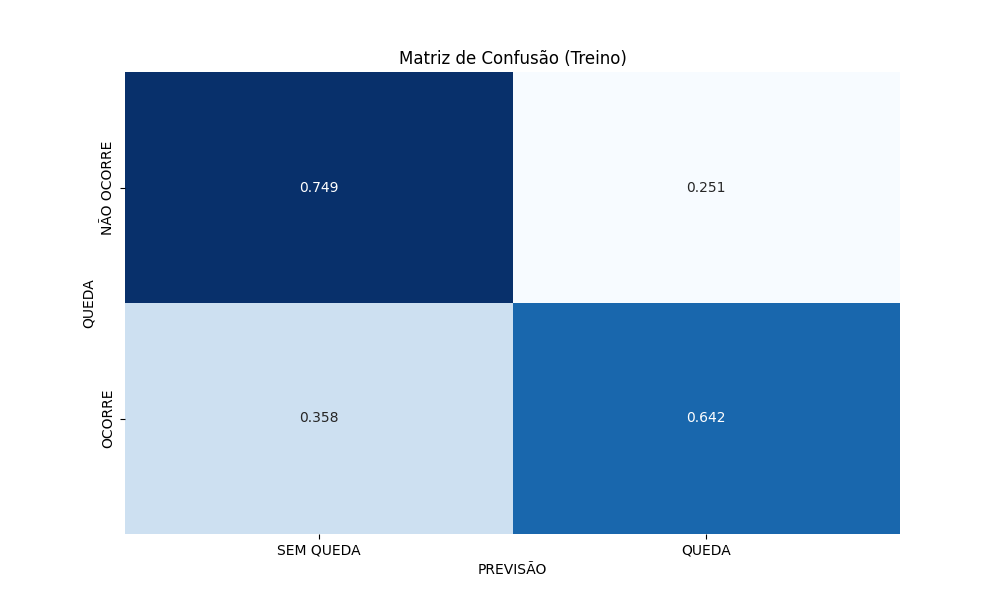 Matriz de Confusão (Treino)
QUEDA
NÃO OCORRE
0.749
0.251
OCORRE
0.358
0.642
SEM QUEDA
QUEDA
PREVISÃO